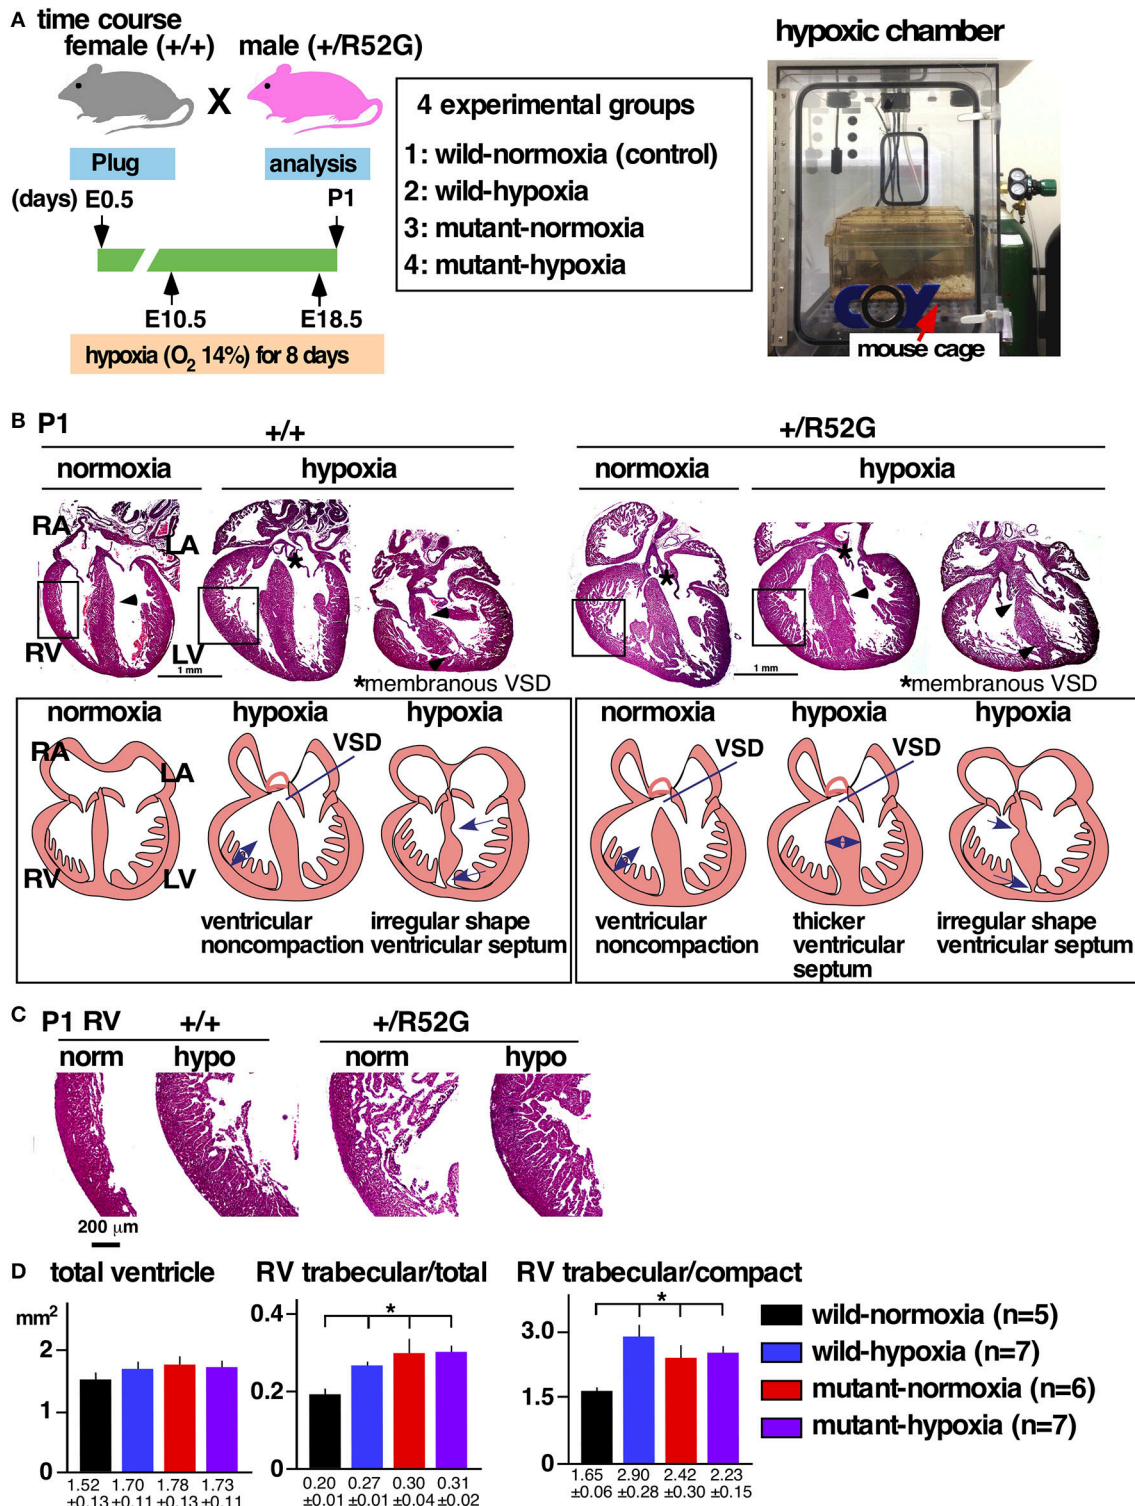 A time course
female (+/+) male (+/R52G)
X
Plug analysis
(days) E0.5 P1
E10.5 E18.5
hypoxia (O2 14%) for 8 days
4 experimental groups
1: wild-normoxia (control)
2: wild-hypoxia
3: mutant-normoxia
4: mutant-hypoxia
hypoxic chamber
COY
mouse cage
B P1
+/+ +/R52G
normoxia hypoxia normoxia hypoxia
RA LA
* * *
RV LV
1 mm 1 mm
*membranous VSD *membranous VSD
normoxia hypoxia hypoxia normoxia hypoxia hypoxia
VSD VSD VSD
RA LA
RV LV
ventricular
noncompaction
irregular shape
ventricular septum
ventricular
noncompaction
thicker
ventricular
septum
irregular shape
ventricular septum
C P1 RV +/+ +/R52G
norm hypo norm hypo
200 μm
D total ventricle RV trabecular/total RV trabecular/compact
mm2
2
1
0
1.52 1.70 1.78 1.73
±0.13 ±0.11 ±0.13 ±0.11
0.4
0.2
0
*
0.20 0.27 0.30 0.31
±0.01 ±0.01 ±0.04 ±0.02
3.0
1.5
0
*
1.65 2.90 2.42 2.23
±0.06 ±0.28 ±0.30 ±0.15
wild-normoxia (n=5)
wild-hypoxia (n=7)
mutant-normoxia (n=6)
mutant-hypoxia (n=7)